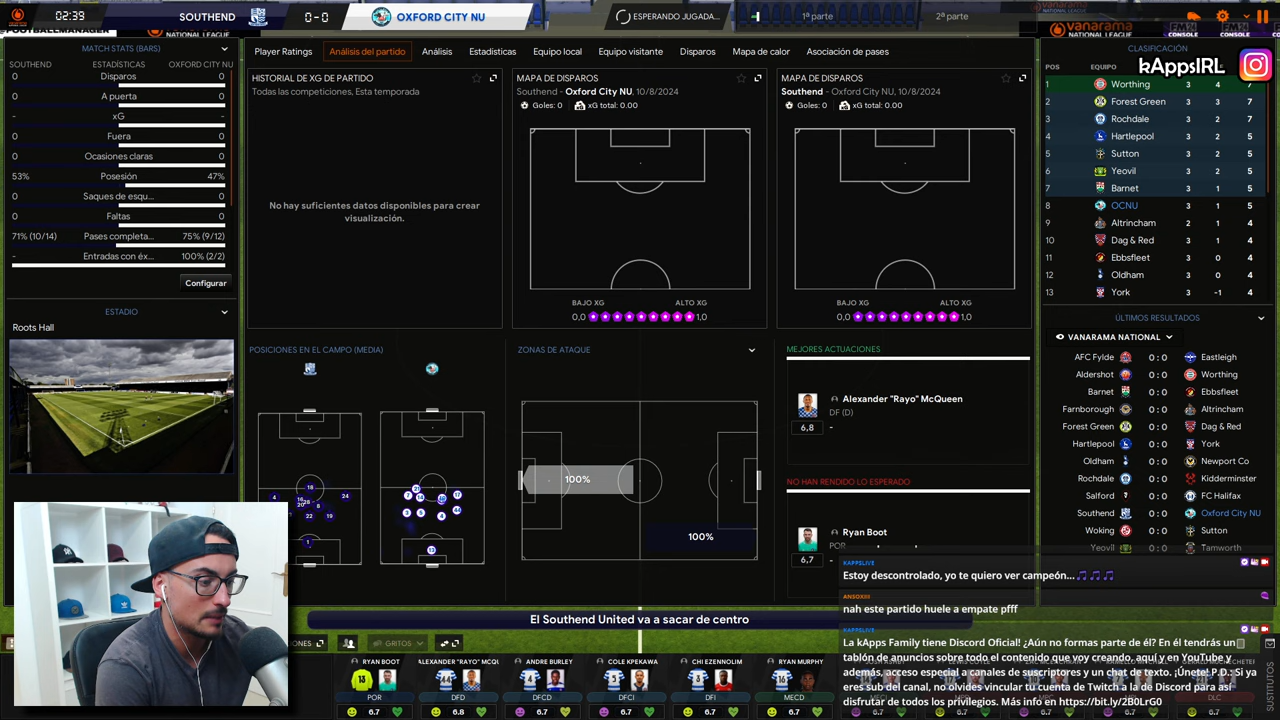 02:39
SOUTHEND
0-0
OXFORD CITY NU
ESPERANDO JUGAD
1ª parte
2ª parte
vanarama
NATIONAL LEAGUE
FM24
CONSOLE
MATCH STATS (BARS)
SOUTHEND ESTADÍSTICAS OXFORD CITY NU
0 Disparos 0
0 A puerta 0
- xG -
0 Fuera 0
0 Ocasiones claras 0
53% Posesión 47%
0 Saques de esqu... 0
0 Faltas 0
71% (10/14) Pases completa... 75% (9/12)
- Entradas con éx... 100% (2/2)
Configurar
ESTADIO
Roots Hall
Player Ratings
Análisis del partido
Análisis
Estadísticas
Equipo local
Equipo visitante
Disparos
Mapa de calor
Asociación de pases
HISTORIAL DE XG DE PARTIDO
Todas las competiciones, Esta temporada
No hay suficientes datos disponibles para crear
visualización.
MAPA DE DISPAROS
Southend - Oxford City NU, 10/8/2024
Goles: 0 xG total: 0.00
BAJO XG ALTO XG
0,0 1,0
MAPA DE DISPAROS
Southend - Oxford City NU, 10/8/2024
Goles: 0 xG total: 0.00
BAJO XG ALTO XG
0,0 1,0
POSICIONES EN EL CAMPO (MEDIA)
ZONAS DE ATAQUE
100%
100%
MEJORES ACTUACIONES
Alexander "Rayo" McQueen
DF (D)
6,8 -
NO HAN RENDIDO LO ESPERADO
Ryan Boot
POR
6,7 -
CLASIFICACIÓN
kAppsIRL
POS EQUIPO
1 Worthing 3 4 7
2 Forest Green 3 3 7
3 Rochdale 3 2 7
4 Hartlepool 3 2 5
5 Sutton 3 2 5
6 Yeovil 3 2 5
7 Barnet 3 1 5
8 OCNU 3 1 5
9 Altrincham 2 1 4
10 Dag & Red 3 1 4
11 Ebbsfleet 3 0 4
12 Oldham 3 0 4
13 York 3 -1 4
ÚLTIMOS RESULTADOS
VANARAMA NATIONAL
AFC Fylde 0 : 0 Eastleigh
Aldershot 0 : 0 Worthing
Barnet 0 : 0 Ebbsfleet
Farnborough 0 : 0 Altrincham
Forest Green 0 : 0 Dag & Red
Hartlepool 0 : 0 York
Oldham 0 : 0 Newport Co
Rochdale 0 : 0 Kidderminster
Salford 0 : 0 FC Halifax
Southend 0 : 0 Oxford City NU
Woking 0 : 0 Sutton
Yeovil 0 : 0 Tamworth
KAPPSLIVE
Estoy descontrolado, yo te quiero ver campeón...🎵🎵🎵
ANSOXIII
nah este partido huele a empate pfff
KAPPSLIVE
La kApps Family tiene Discord Oficial! ¿Aún no formas parte de él? En él tendrás un
tablón de anuncios sobre todo el contenido que voy creando, aquí y en YouTube y
además, acceso especial a canales de suscriptores y un chat de texto. ¡Únete! P.D.: Si ya
eres sub del canal, no olvides vincular tu cuenta de Twitch a la de Discord para así
disfrutar de todos los privilegios. Más info en https://bit.ly/2B0LrG0
El Southend United va a sacar de centro
GRITOS
RYAN BOOT
ALEXANDER "RAYO" MCQU
ANDRE BURLEY
COLE KPEKAWA
CHI EZENNOLIM
RYAN MURPHY
POR DFD DFCD DFCI DFI MECD
6.7 6.8 6.7 6.7 6.7 6.7
SUSTITUTOS